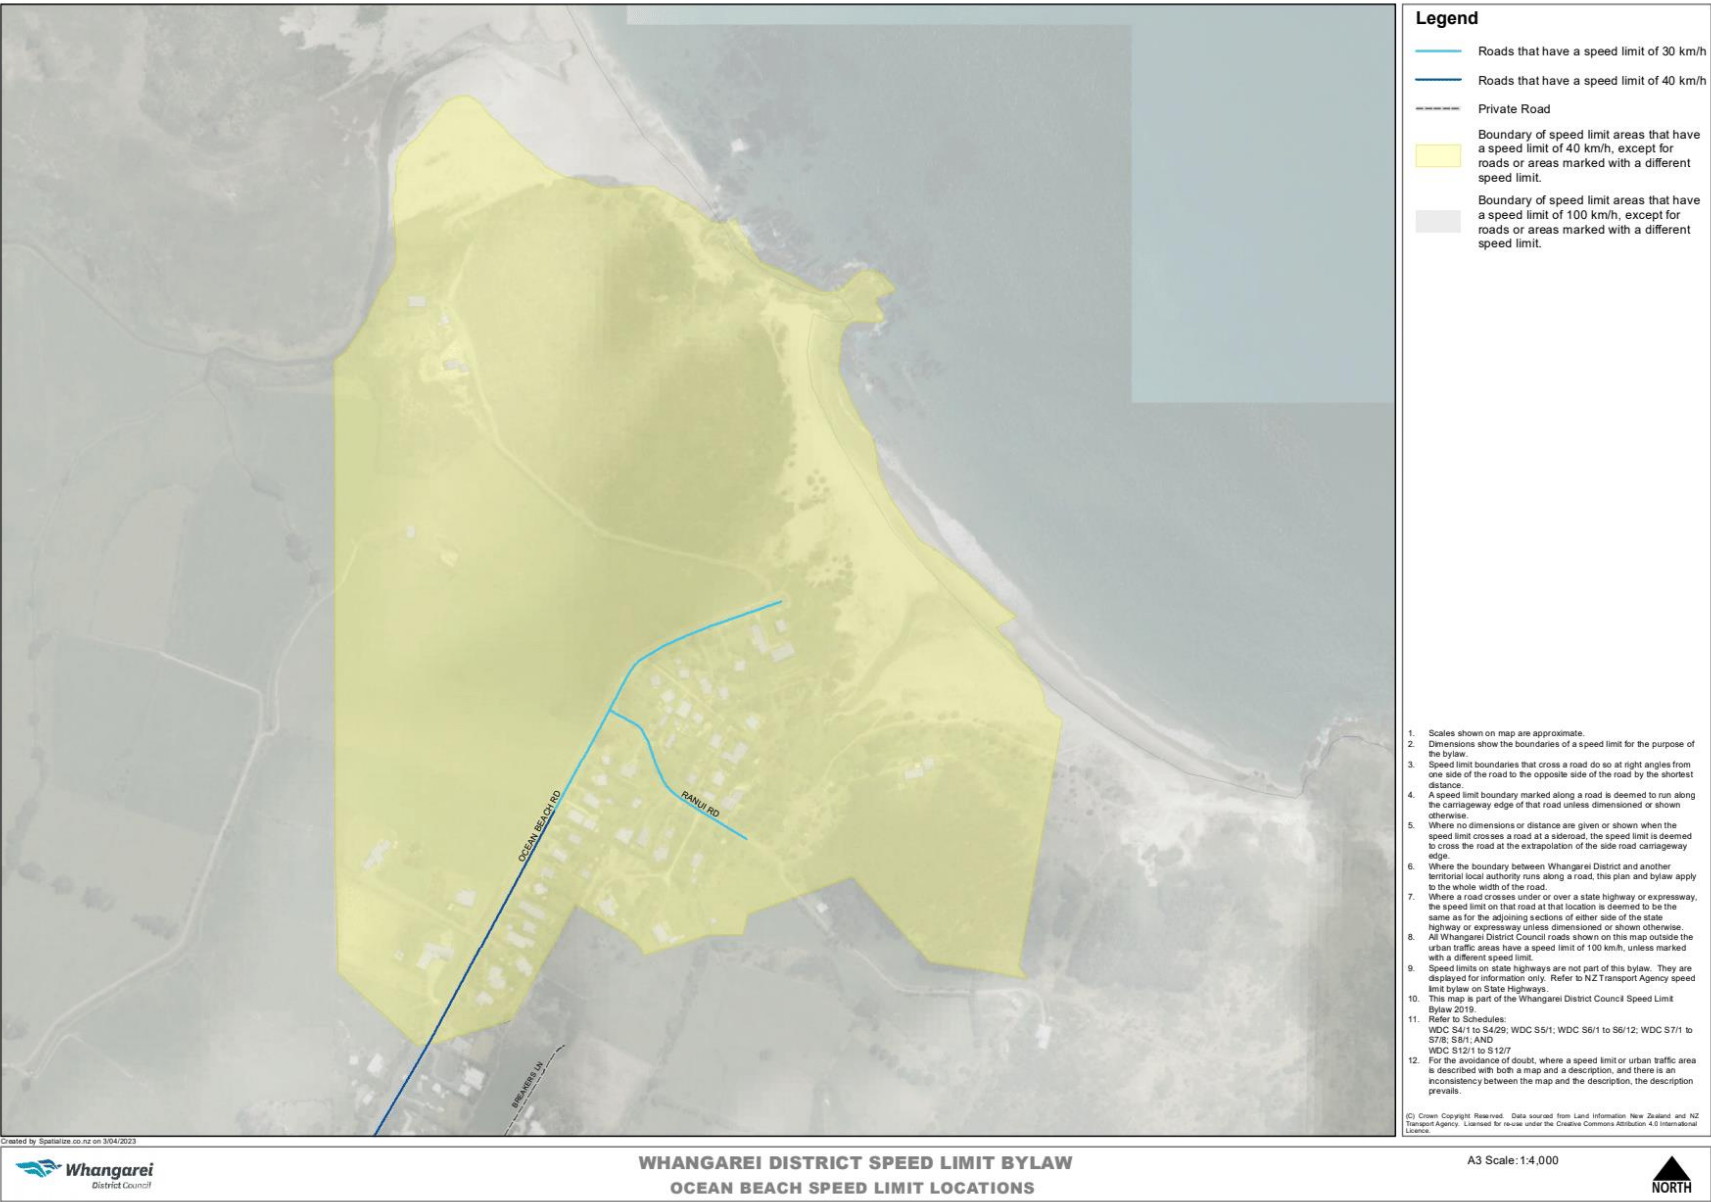 Legend
Roads that have a speed limit of 30 km/h
Roads that have a speed limit of 40 km/h
Private Road
Boundary of speed limit areas that have
a speed limit of 40 km/h, except for
roads or areas marked with a different
speed limit.
Boundary of speed limit areas that have
a speed limit of 100 km/h, except for
roads or areas marked with a different
speed limit.
OCEAN BEACH RD
RANUI RD
BREAKERS LN
1. Scales shown on map are approximate.
2. Dimensions show the boundaries of a speed limit for the purpose of
the bylaw.
3. Speed limit boundaries that cross a road do so at right angles from
one side of the road to the opposite side of the road by the shortest
distance.
4. A speed limit boundary marked along a road is deemed to run along
the carriageway edge of that road unless dimensioned or shown
otherwise.
5. Where no dimensions or distance are given or shown when the
speed limit crosses a road at a sideroad, the speed limit is deemed
to cross the road at the extrapolation of the side road carriageway
edge.
6. Where the boundary between Whangarei District and another
territorial local authority runs along a road, this plan and bylaw apply
to the whole width of the road.
7. Where a road crosses under or over a state highway or expressway,
the speed limit on that road at that location is deemed to be the
same as for the adjoining sections of either side of the state
highway or expressway unless dimensioned or shown otherwise.
8. All Whangarei District Council roads shown on this map outside the
urban traffic areas have a speed limit of 100 km/h, unless marked
with a different speed limit.
9. Speed limits on state highways are not part of this bylaw. They are
displayed for information only. Refer to NZ Transport Agency speed
limit bylaw on State Highways.
10. This map is part of the Whangarei District Council Speed Limit
Bylaw 2019.
11. Refer to Schedules:
WDC S4/1 to S4/29; WDC S5/1; WDC S6/1 to S6/12; WDC S7/1 to
S7/8; S8/1; AND
WDC S12/1 to S12/7
12. For the avoidance of doubt, where a speed limit or urban traffic area
is described with both a map and a description, and there is an
inconsistency between the map and the description, the description
prevails.
(C) Crown Copyright Reserved. Data sourced from Land Information New Zealand and NZ
Transport Agency. Licensed for re-use under the Creative Commons Attribution 4.0 International
Licence.
Created by Spatialize.co.nz on 3/04/2023
Whangarei
District Council
WHANGAREI DISTRICT SPEED LIMIT BYLAW
OCEAN BEACH SPEED LIMIT LOCATIONS
A3 Scale: 1:4,000
NORTH